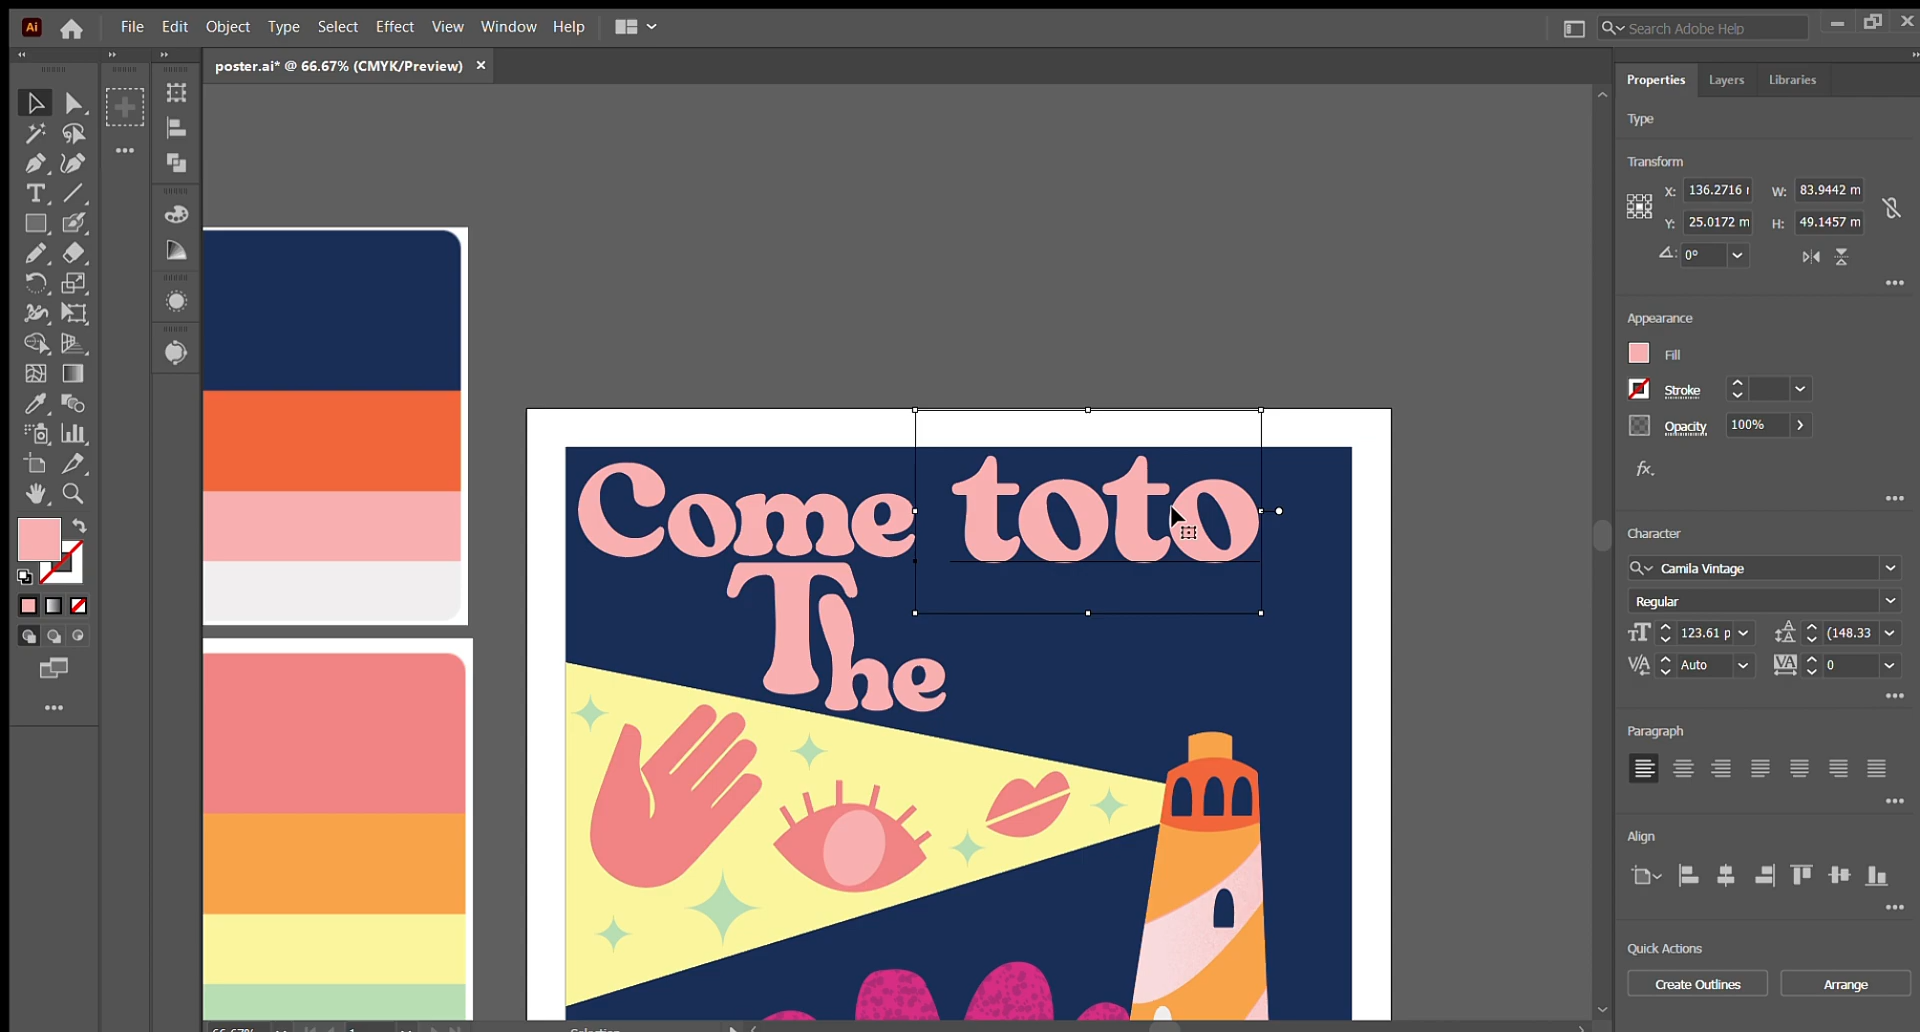 Ai File Edit Object Type Select Effect View Window Help Search Adobe Help
poster.ai* @ 66.67% (CMYK/Preview)
Properties Layers Libraries
Type
Transform
X: 136.2716 W: 83.9442 m
Y: 25.0172 m H: 49.1457 m
0°
Appearance
Fill
Stroke
Opacity 100%
fx.
Character
Camila Vintage
Regular
123.61 p (148.33
Auto 0
Paragraph
Align
Quick Actions
Create Outlines Arrange
Come toto
The